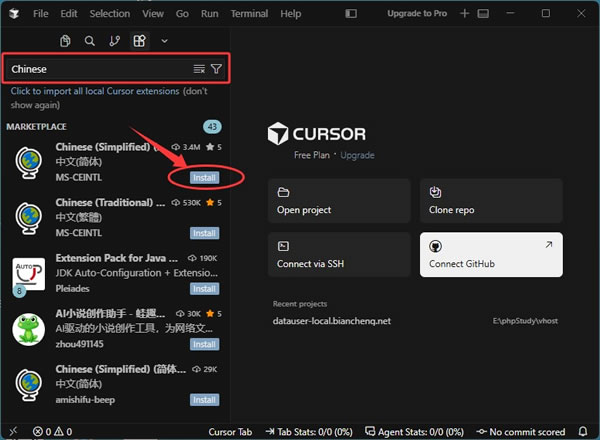 File Edit Selection View Go Run Terminal Help Upgrade to Pro
Chinese
Click to import all local Cursor extensions (don't
show again)
MARKETPLACE 43
Chinese (Simplified) (... 3.4M 5
中文(简体)
MS-CEINTL Install
Chinese (Traditional) ... 530K 5
中文(繁體)
MS-CEINTL Install
Extension Pack for Java ... 190K
JDK Auto-Configuration + Extensio...
Pleiades Install
AUTO
8
AI小说创作助手 - 蛙趣... 30K 5
AI驱动的小说创作工具，为网络文...
zhou491145 Install
Chinese (Simplified) (简体... 29K
中文(简体)
amishifu-beep Install
CURSOR
Free Plan · Upgrade
Open project
Clone repo
Connect via SSH
Connect GitHub
Recent projects
datauser-local.biancheng.net E:\phpStudy\vhost
0 0 Cursor Tab Tab Stats: 0/0 (0%) Agent Stats: 0/0 (0%) No commit scored